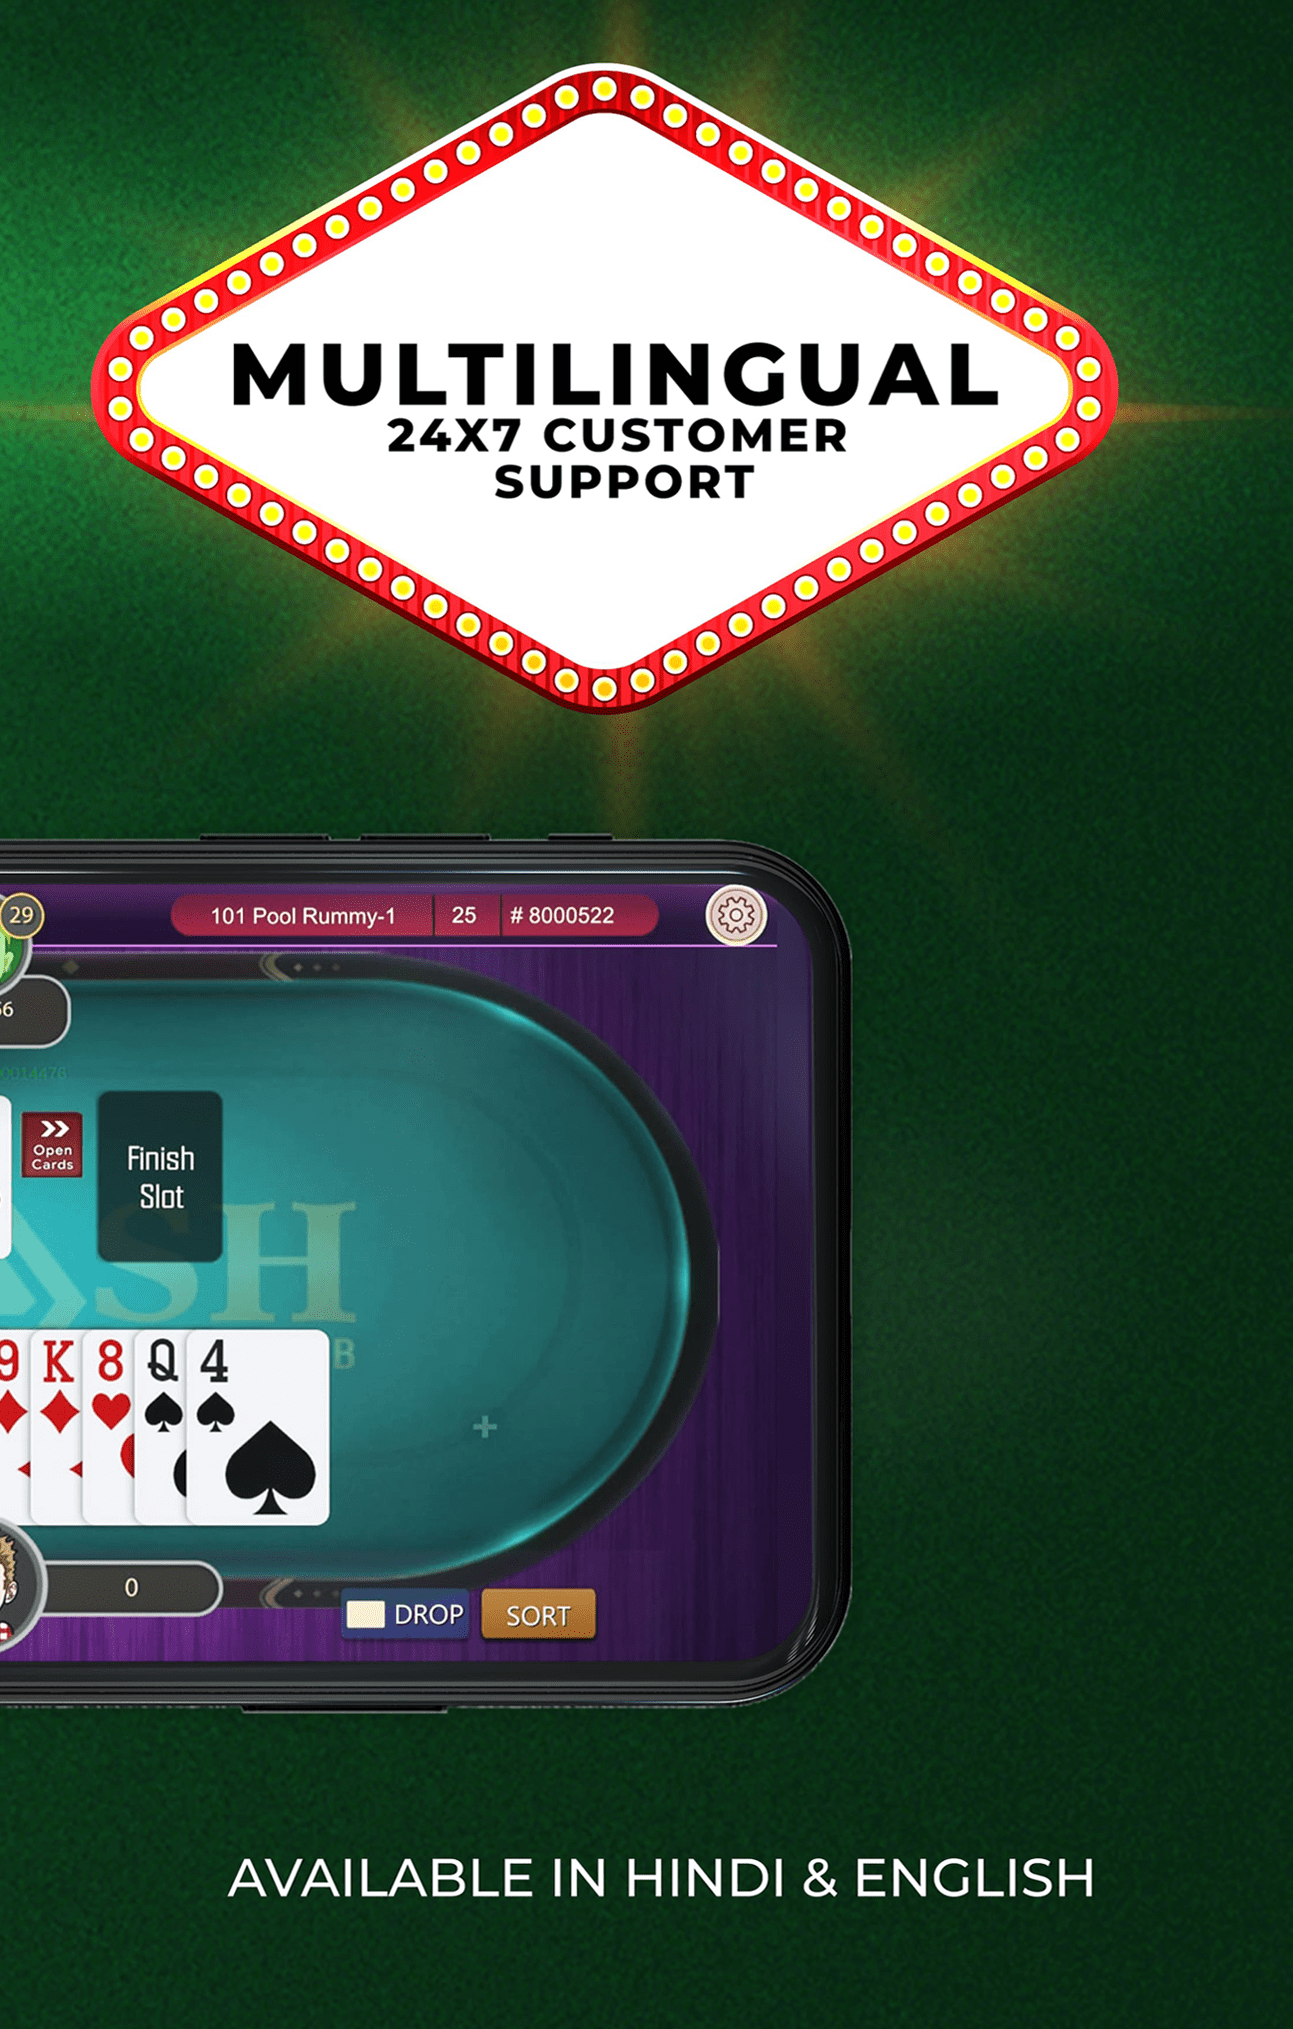 MULTILINGUAL
24X7 CUSTOMER
SUPPORT
29
101 Pool Rummy-1 25 # 8000522
Open
Cards
Finish
Slot
SH
B
9 K 8 Q 4
0
DROP SORT
AVAILABLE IN HINDI & ENGLISH